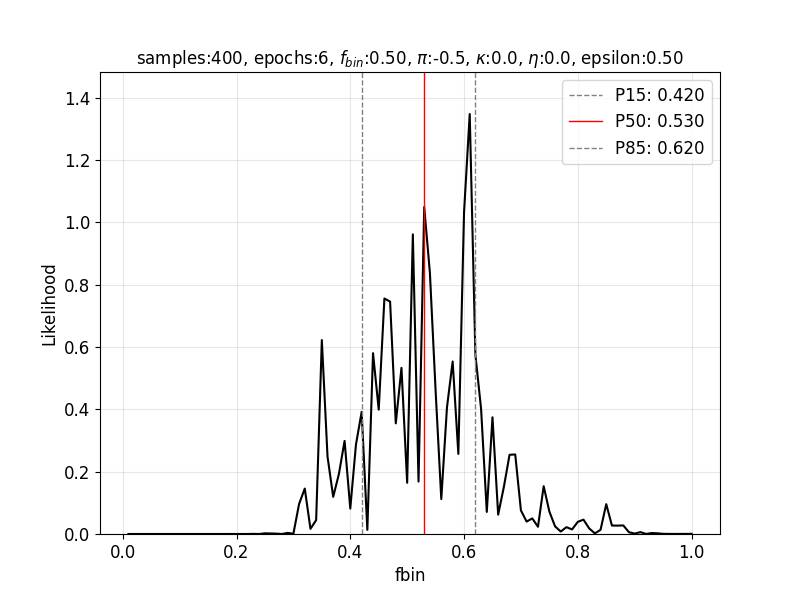 samples:400, epochs:6, f_bin:0.50, π:-0.5, κ:0.0, η:0.0, epsilon:0.50
P15: 0.420
P50: 0.530
P85: 0.620
1.4
1.2
1.0
0.8
0.6
0.4
0.2
0.0
Likelihood
0.0 0.2 0.4 0.6 0.8 1.0
fbin